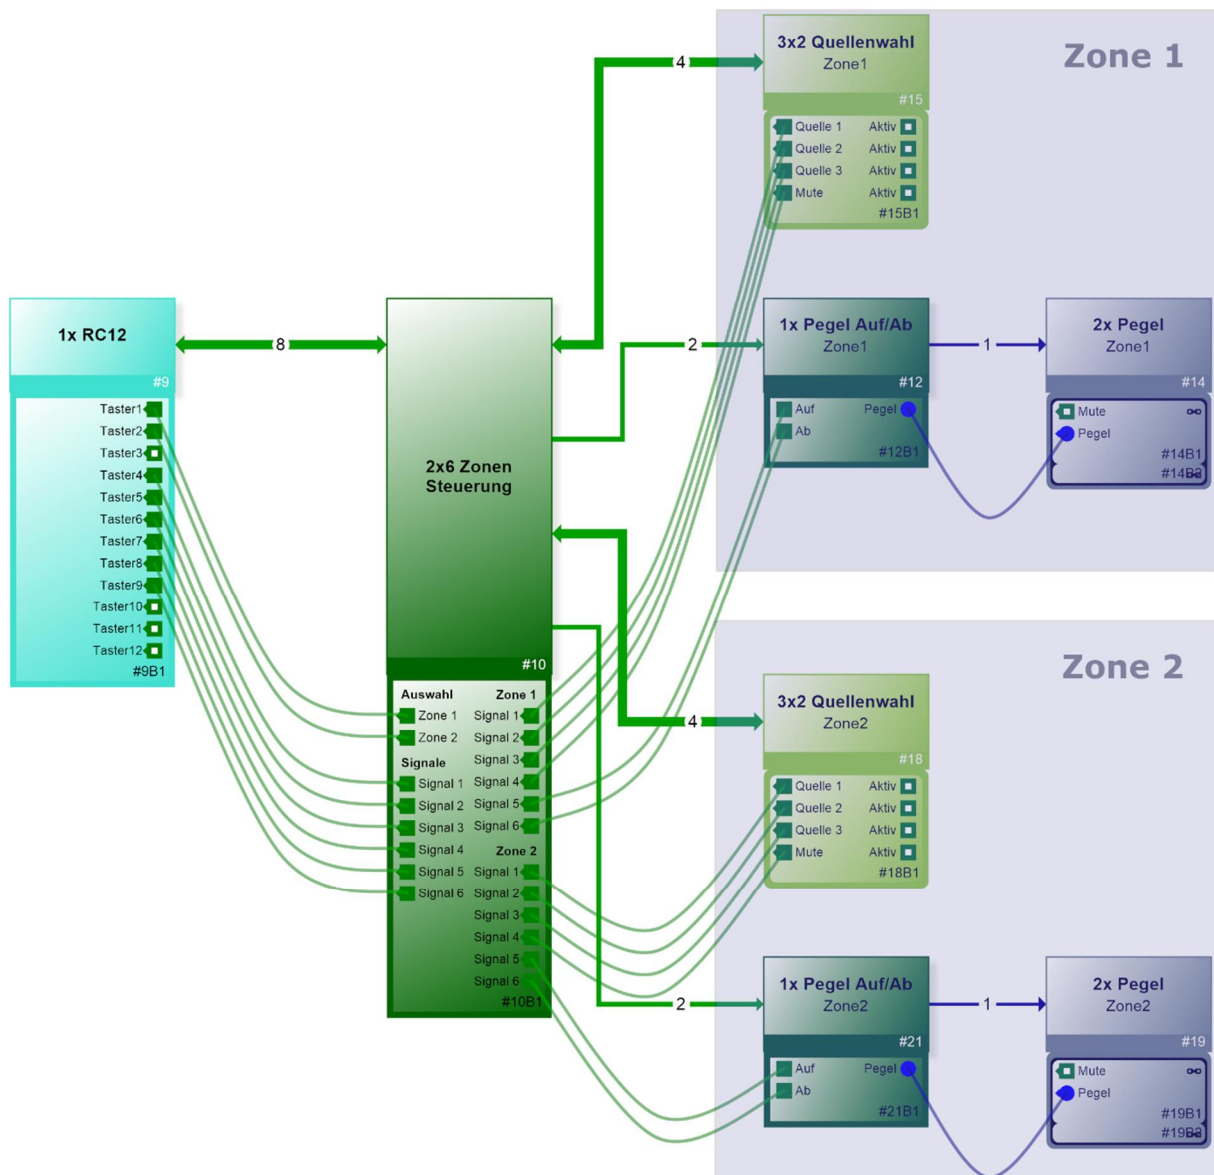 Zone 1
3x2 Quellenwahl
Zone1
#15
Quelle 1 Aktiv
Quelle 2 Aktiv
Quelle 3 Aktiv
Mute Aktiv
#15B1
4
1x RC12
#9
Taster1
Taster2
Taster3
Taster4
Taster5
Taster6
Taster7
Taster8
Taster9
Taster10
Taster11
Taster12
#9B1
8
2x6 Zonen
Steuerung
#10
Auswahl Zone 1
Zone 1 Signal 1
Zone 2 Signal 2
Signale Signal 3
Signal 1 Signal 4
Signal 2 Signal 5
Signal 3 Signal 6
Signal 4 Zone 2
Signal 5 Signal 1
Signal 6 Signal 2
Signal 3
Signal 4
Signal 5
Signal 6
#10B1
2
1x Pegel Auf/Ab
Zone1
#12
Auf Pegel
Ab
#12B1
1
2x Pegel
Zone1
#14
Mute
Pegel
#14B1
#14B2
Zone 2
4
3x2 Quellenwahl
Zone2
#18
Quelle 1 Aktiv
Quelle 2 Aktiv
Quelle 3 Aktiv
Mute Aktiv
#18B1
2
1x Pegel Auf/Ab
Zone2
#21
Auf Pegel
Ab
#21B1
1
2x Pegel
Zone2
#19
Mute
Pegel
#19B1
#19B2